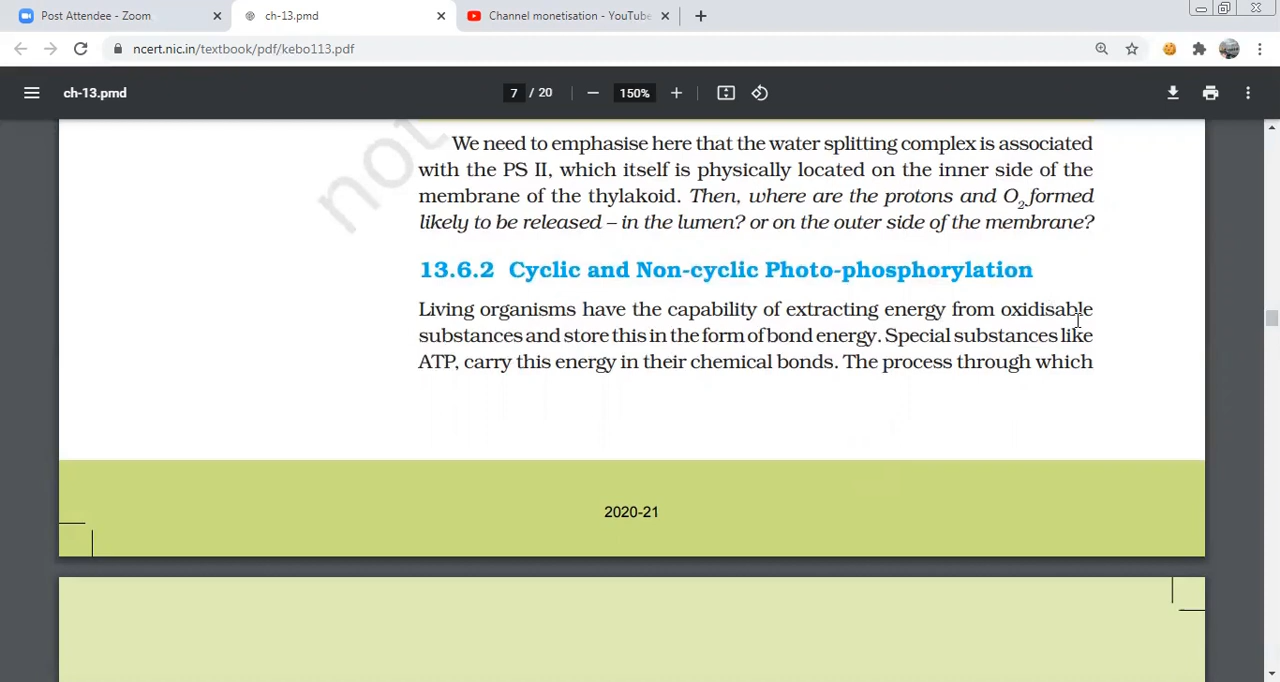 Post Attendee - Zoom
ch-13.pmd
Channel monetisation - YouTube
ncert.nic.in/textbook/pdf/kebo113.pdf
ch-13.pmd
7 / 20
150%
not
We need to emphasise here that the water splitting complex is associated
with the PS II, which itself is physically located on the inner side of the
membrane of the thylakoid. Then, where are the protons and O2 formed
likely to be released – in the lumen? or on the outer side of the membrane?
13.6.2 Cyclic and Non-cyclic Photo-phosphorylation
Living organisms have the capability of extracting energy from oxidisable
substances and store this in the form of bond energy. Special substances like
ATP, carry this energy in their chemical bonds. The process through which
2020-21